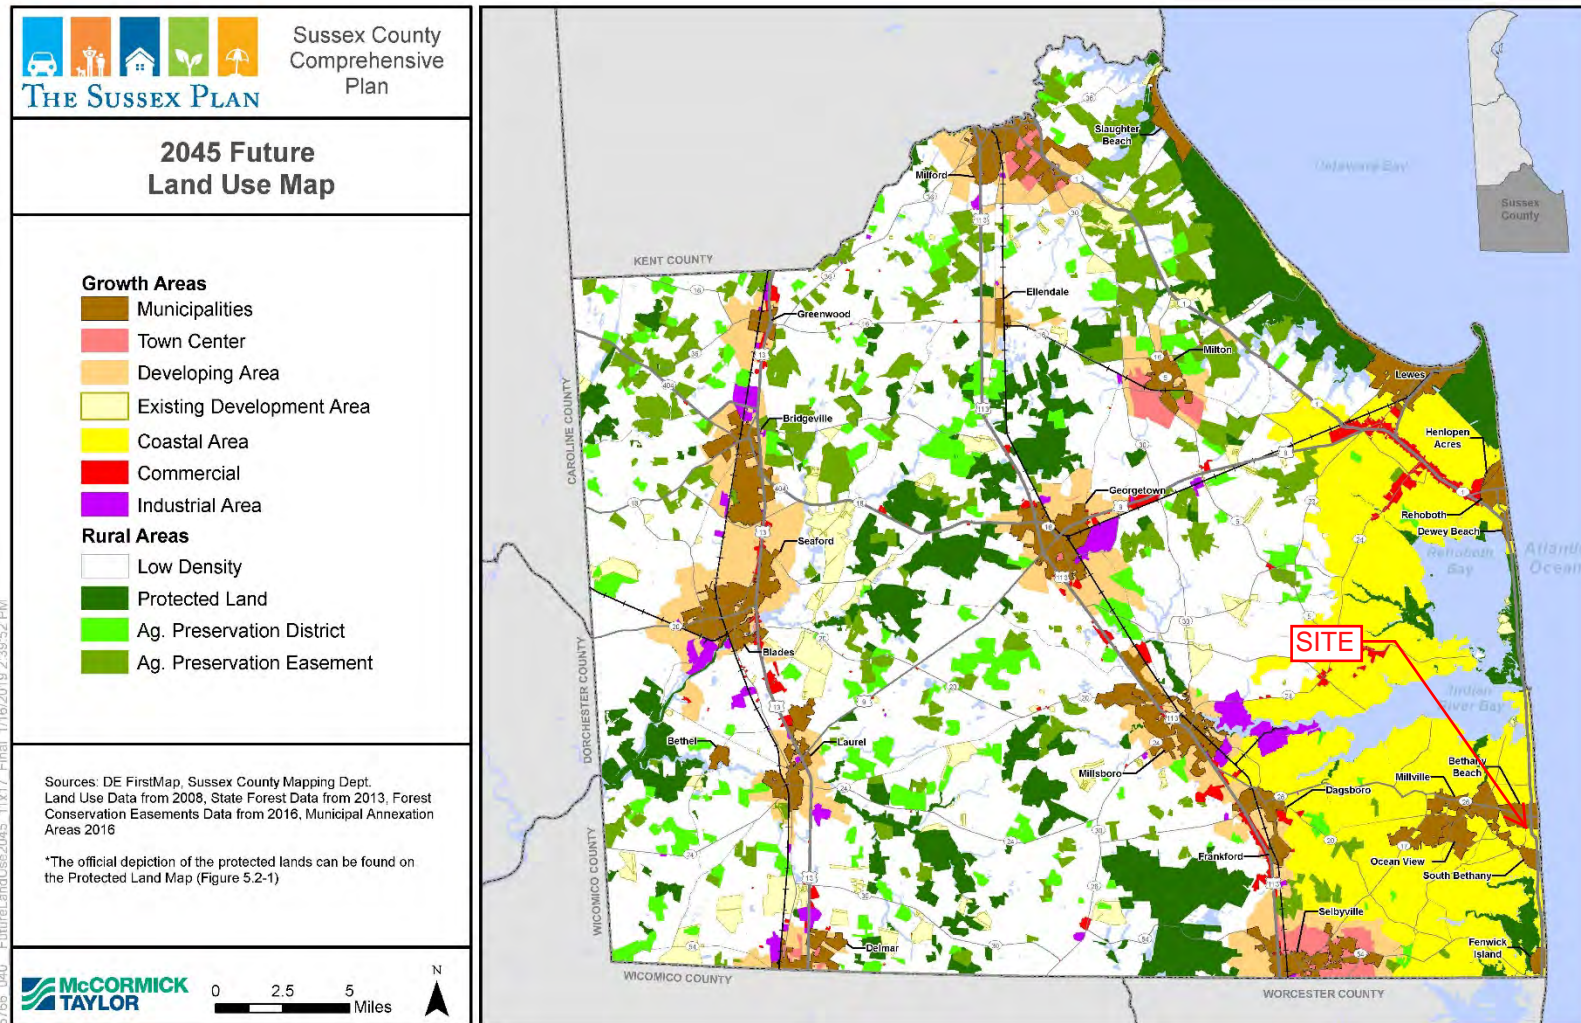 THE SUSSEX PLAN
Sussex County
Comprehensive
Plan
2045 Future
Land Use Map
Growth Areas
Municipalities
Town Center
Developing Area
Existing Development Area
Coastal Area
Commercial
Industrial Area
Rural Areas
Low Density
Protected Land
Ag. Preservation District
Ag. Preservation Easement
Sources: DE FirstMap, Sussex County Mapping Dept.
Land Use Data from 2008, State Forest Data from 2013, Forest
Conservation Easements Data from 2016, Municipal Annexation
Areas 2016
*The official depiction of the protected lands can be found on
the Protected Land Map (Figure 5.2-1)
McCORMICK
TAYLOR
0 2.5 5
Miles
N
Slaughter
Beach
Delaware Bay
Sussex
County
Milford
KENT COUNTY
Ellendale
Greenwood
Milton
Lewes
CAROLINE COUNTY
Bridgeville
Henlopen
Acres
Georgetown
Rehoboth
Dewey Beach
Seaford
Rehoboth
Bay
Atlantic
Ocean
SITE
Blades
DORCHESTER COUNTY
Indian
River Bay
Bethel
Laurel
Millsboro
Millville
Bethany
Beach
Dagsboro
Frankford
Ocean View
South Bethany
WICOMICO COUNTY
Selbyville
Delmar
Fenwick
Island
WICOMICO COUNTY
WORCESTER COUNTY